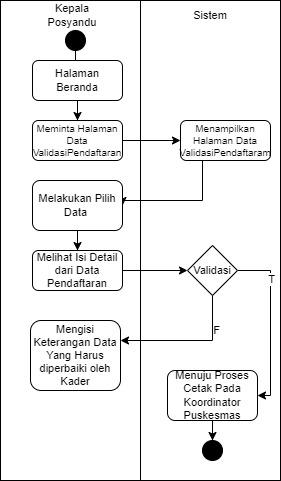 Kepala
Posyandu
Sistem
Halaman
Beranda
Meminta Halaman
Data
ValidasiPendaftaran
Menampilkan
Halaman Data
ValidasiPendaftaram
Melakukan Pilih
Data
Melihat Isi Detail
dari Data
Pendaftaran
Validasi
T
F
Mengisi
Keterangan Data
Yang Harus
diperbaiki oleh
Kader
Menuju Proses
Cetak Pada
Koordinator
Puskesmas